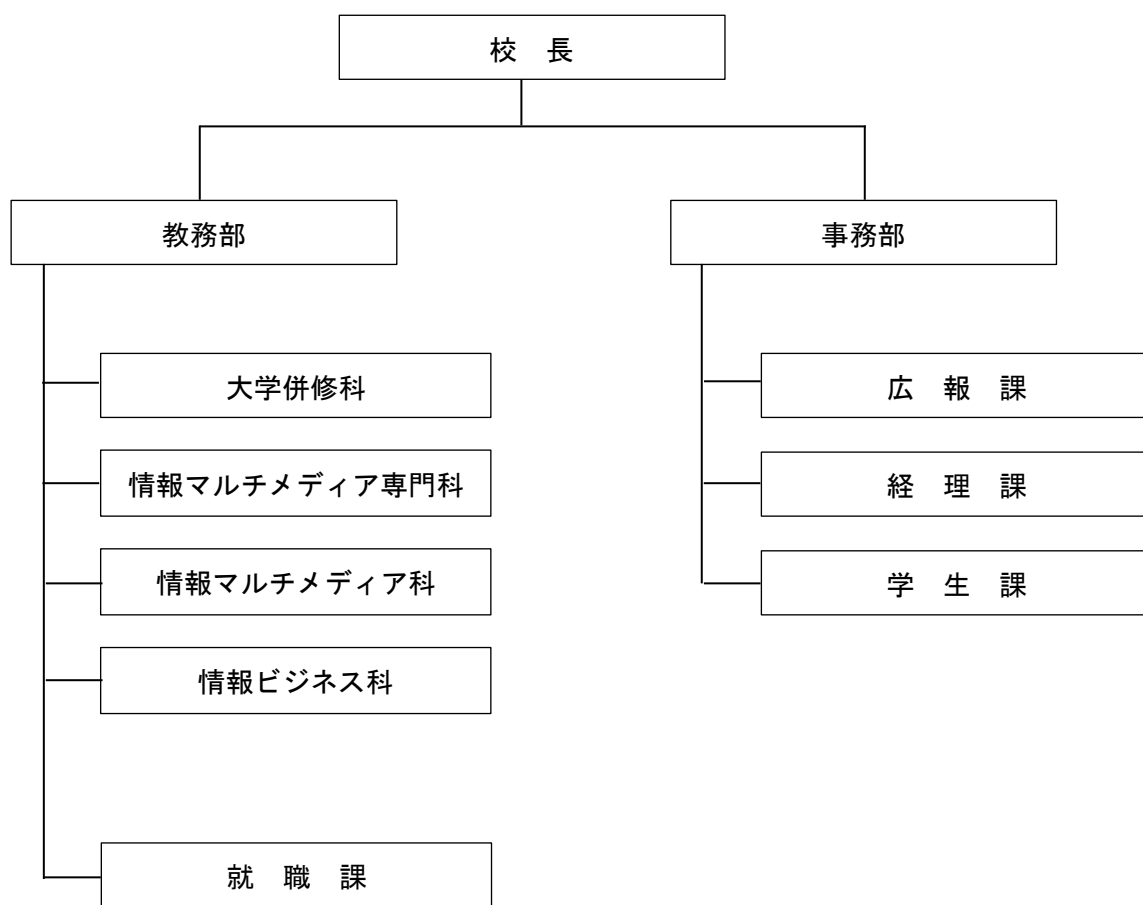 校　長
教務部
事務部
大学併修科
情報マルチメディア専門科
情報マルチメディア科
情報ビジネス科
就　職　課
広　報　課
経　理　課
学　生　課